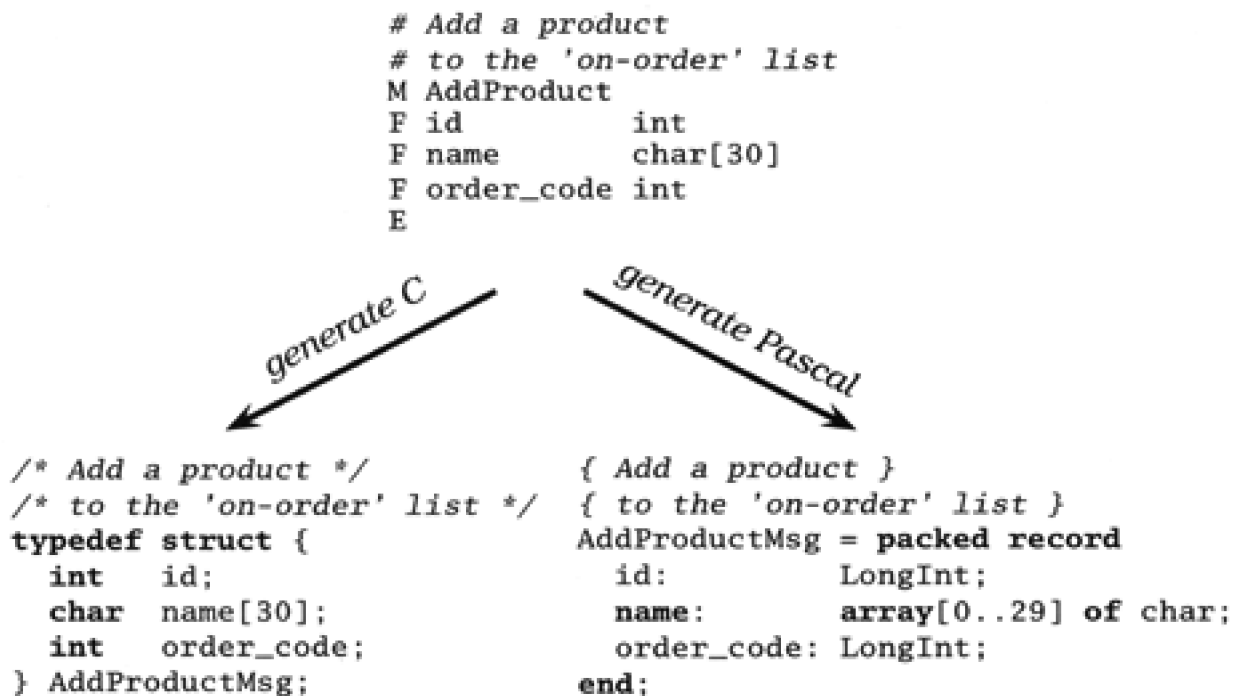 # Add a product
# to the 'on-order' list
M AddProduct
F id           int
F name         char[30]
F order_code int
E
generate C
generate Pascal
/* Add a product */
/* to the 'on-order' list */
typedef struct {
  int   id;
  char  name[30];
  int   order_code;
} AddProductMsg;
{ Add a product }
{ to the 'on-order' list }
AddProductMsg = packed record
  id:         LongInt;
  name:       array[0..29] of char;
  order_code: LongInt;
end;